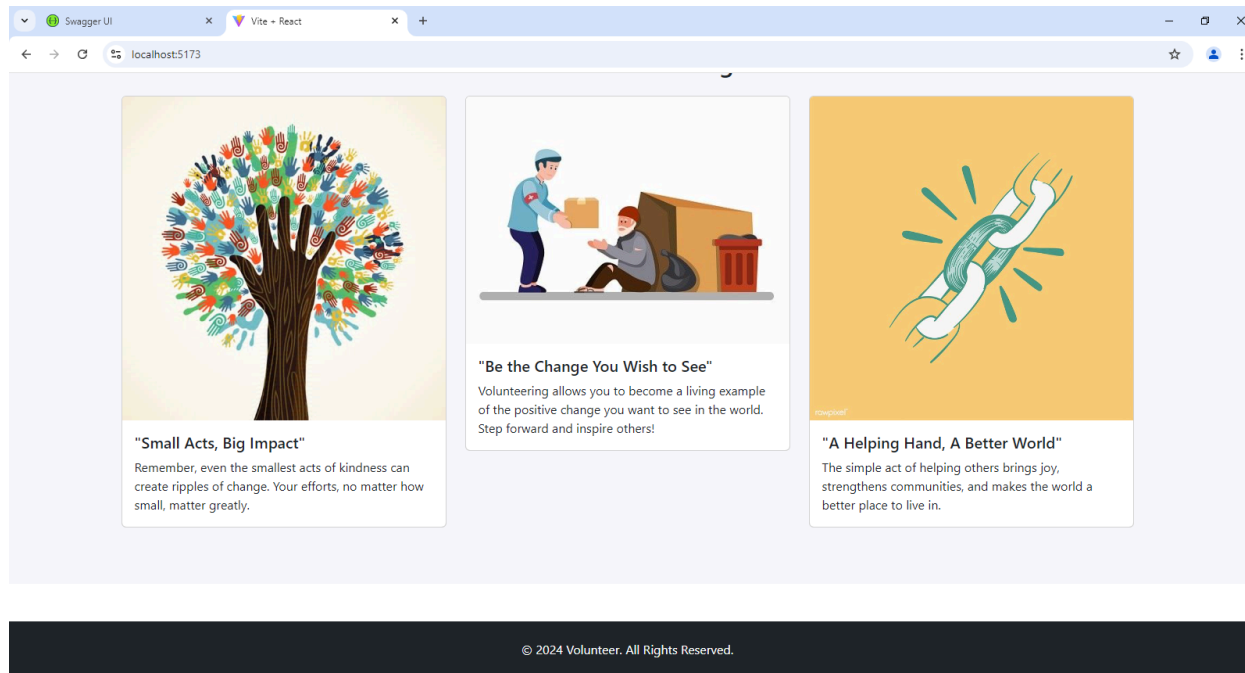 Swagger UI
Vite + React
localhost:5173
"Small Acts, Big Impact"
Remember, even the smallest acts of kindness can
create ripples of change. Your efforts, no matter how
small, matter greatly.
"Be the Change You Wish to See"
Volunteering allows you to become a living example
of the positive change you want to see in the world.
Step forward and inspire others!
rawpixel
"A Helping Hand, A Better World"
The simple act of helping others brings joy,
strengthens communities, and makes the world a
better place to live in.
© 2024 Volunteer. All Rights Reserved.